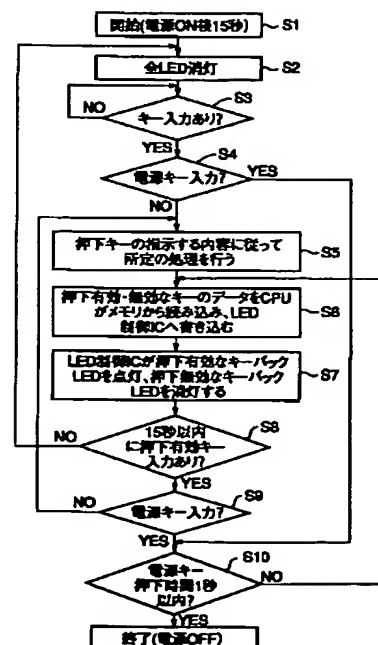 開始(電源ON後15秒)
S1
全LED消灯
S2
S3
キー入力あり?
NO
YES
S4
電源キー入力?
YES
NO
押下キーの指示する内容に従って
所定の処理を行う
S5
押下有効・無効なキーのデータをCPU
がメモリから読み込み、LED
制御ICへ書き込む
S6
LED制御ICが押下有効なキーバック
LEDを点灯、押下無効なキーバック
LEDを消灯する
S7
S8
15秒以内
に押下有効キー
入力あり?
NO
YES
S9
電源キー入力?
NO
YES
S10
電源キー
押下時間1秒
以内?
NO
YES
終了(電源OFF)